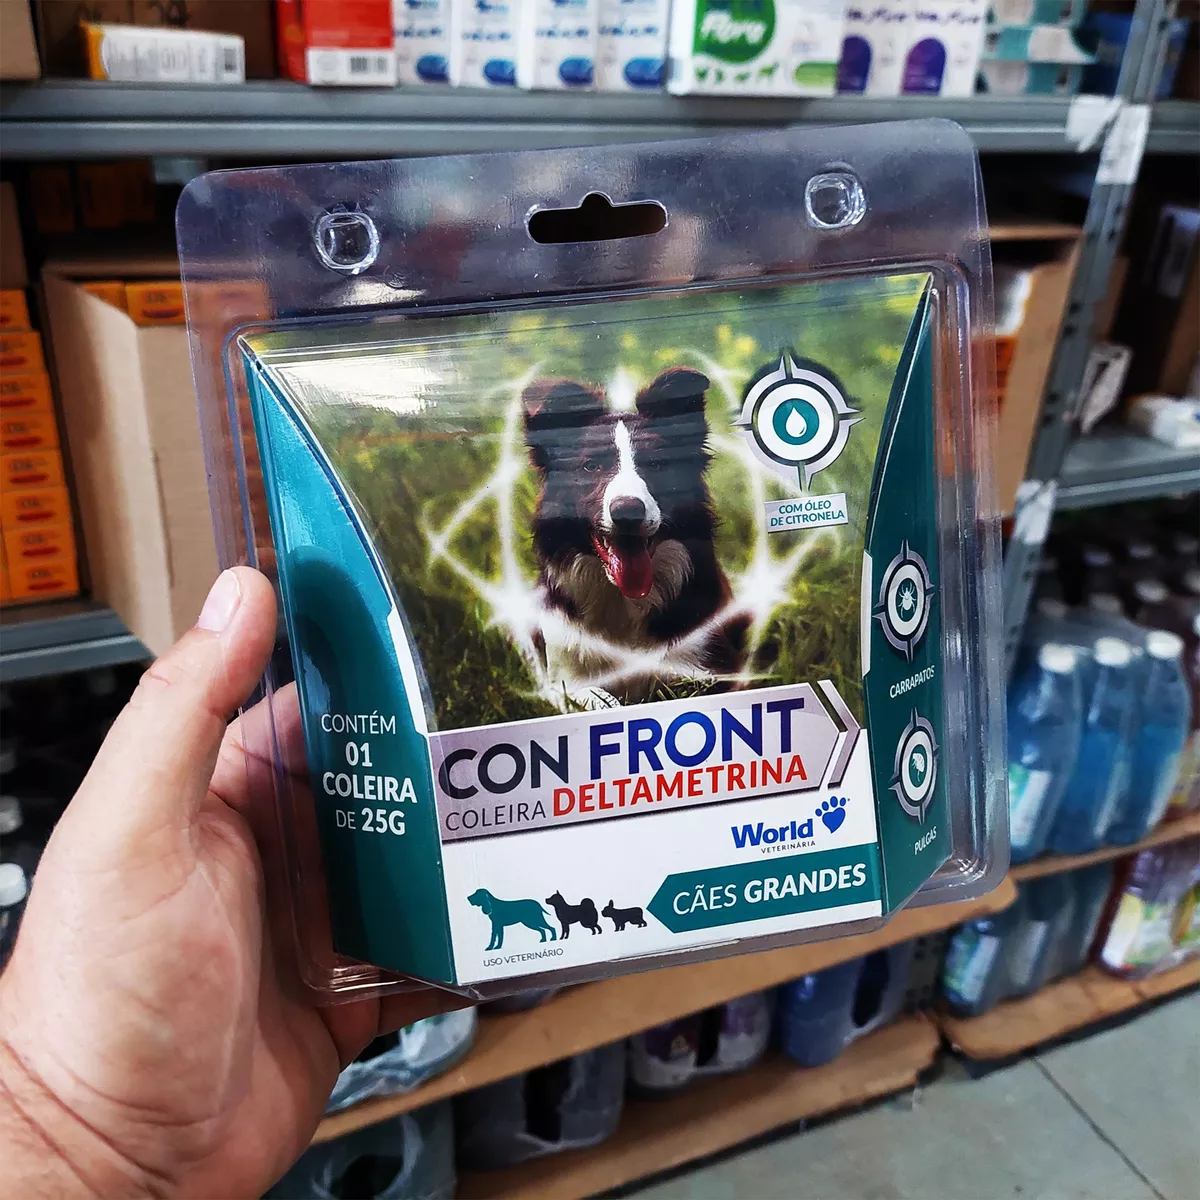 Flora
COM ÓLEO
DE CITRONELA
CARRAPATOS
PULGAS
CONTÉM
01
COLEIRA
DE 25G
CON FRONT
COLEIRA DELTAMETRINA
World
VETERINÁRIA
CÃES GRANDES
USO VETERINÁRIO